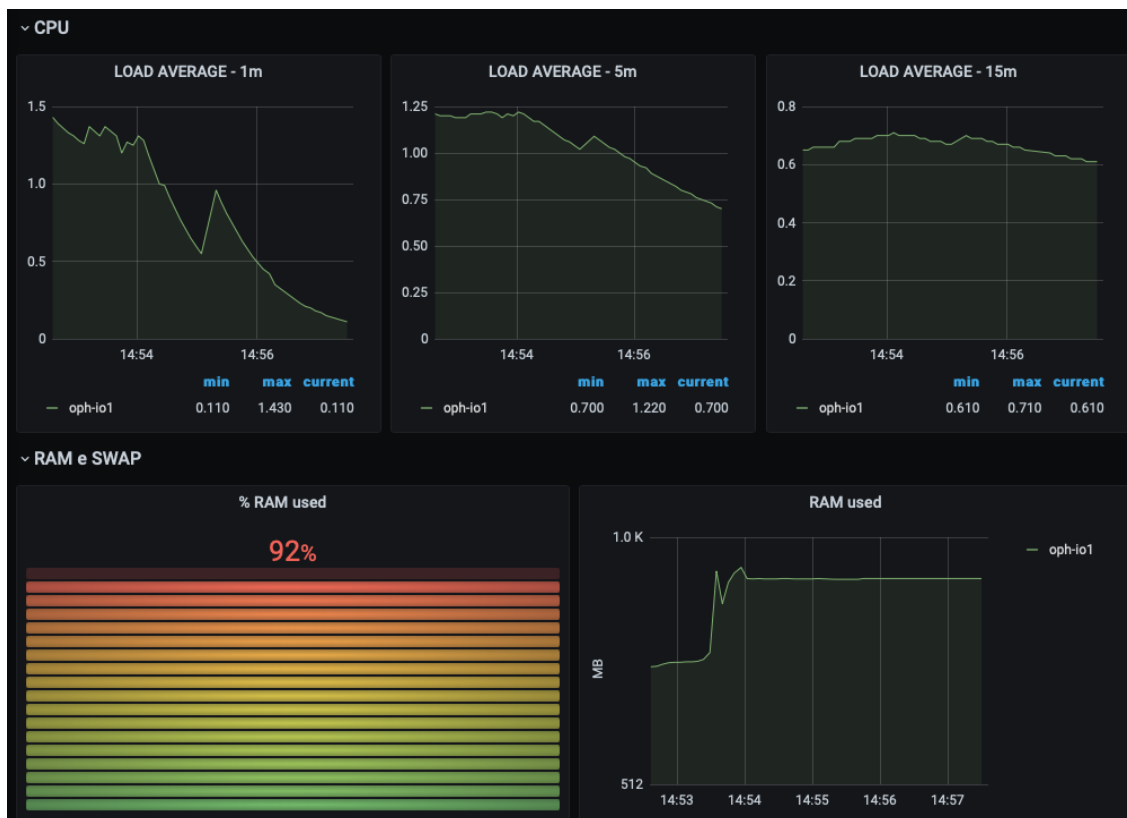 CPU
LOAD AVERAGE - 1m
1.5
1.0
0.5
0
14:54 14:56
min max current
oph-io1 0.110 1.430 0.110
LOAD AVERAGE - 5m
1.25
1.00
0.75
0.50
0.25
0
14:54 14:56
min max current
oph-io1 0.700 1.220 0.700
LOAD AVERAGE - 15m
0.8
0.6
0.4
0.2
0
14:54 14:56
min max current
oph-io1 0.610 0.710 0.610
RAM e SWAP
% RAM used
92%
RAM used
1.0 K
MB
512
14:53 14:54 14:55 14:56 14:57
oph-io1